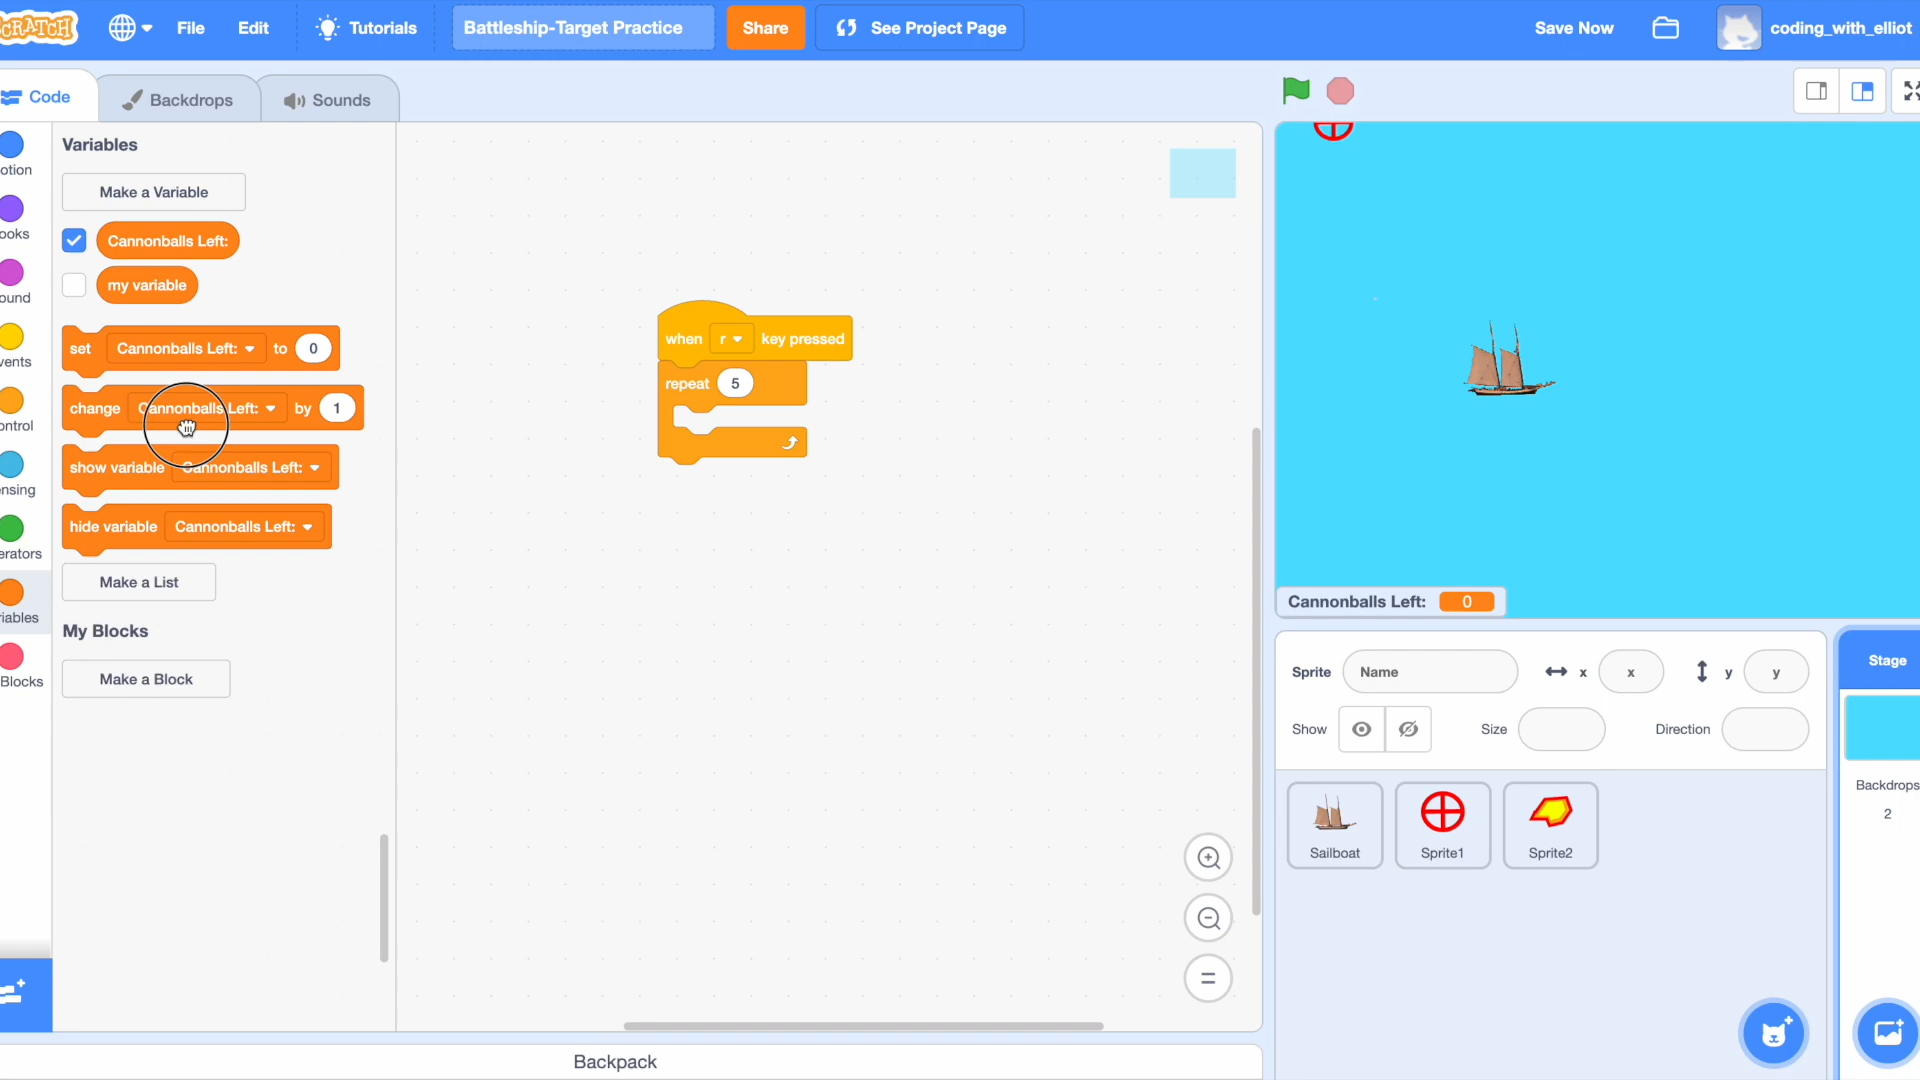 SCRATCH
File
Edit
Tutorials
Battleship-Target Practice
Share
See Project Page
Save Now
coding_with_elliot
Code
Backdrops
Sounds
otion
ooks
ound
vents
ontrol
ensing
erators
riables
Blocks
Variables
Make a Variable
Cannonballs Left:
my variable
set Cannonballs Left: to 0
change Cannonballs Left: by 1
show variable Cannonballs Left:
hide variable Cannonballs Left:
Make a List
My Blocks
Make a Block
when r key pressed
repeat 5
Backpack
Cannonballs Left: 0
Sprite Name x x y y
Show Size Direction
Sailboat
Sprite1
Sprite2
Stage
Backdrops
2